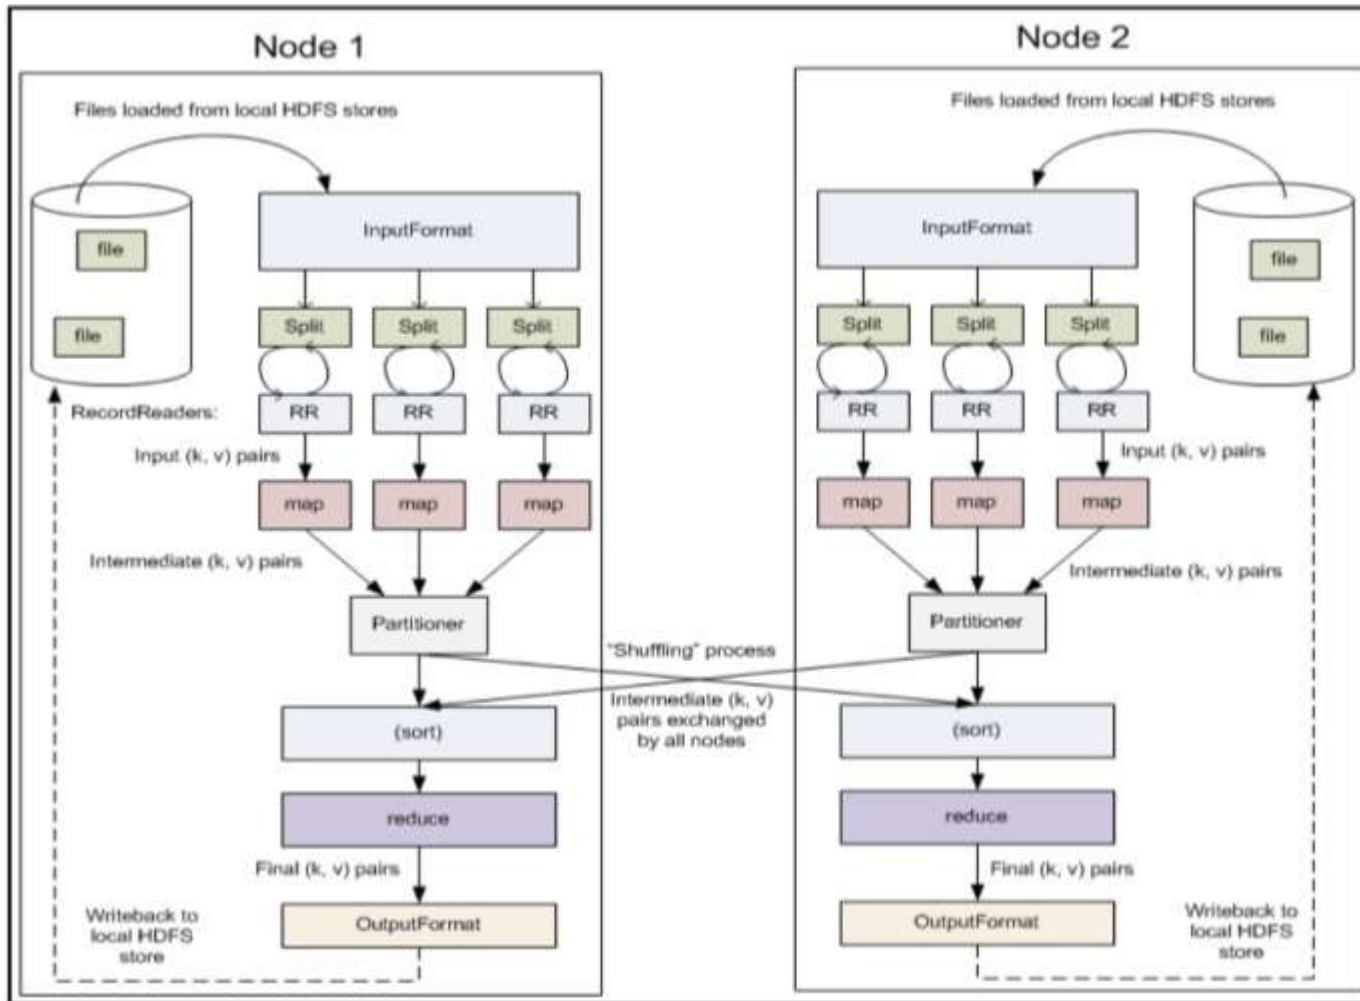 Node 1
Files loaded from local HDFS stores
file
file
InputFormat
Split
Split
Split
RecordReaders:
RR
RR
RR
Input (k, v) pairs
map
map
map
Intermediate (k, v) pairs
Partitioner
(sort)
reduce
Final (k, v) pairs
OutputFormat
Writeback to
local HDFS
store
"Shuffling" process
Intermediate (k, v)
pairs exchanged
by all nodes
Node 2
Files loaded from local HDFS stores
InputFormat
file
file
Split
Split
Split
RR
RR
RR
Input (k, v) pairs
map
map
map
Intermediate (k, v) pairs
Partitioner
(sort)
reduce
Final (k, v) pairs
OutputFormat
Writeback to
local HDFS
store